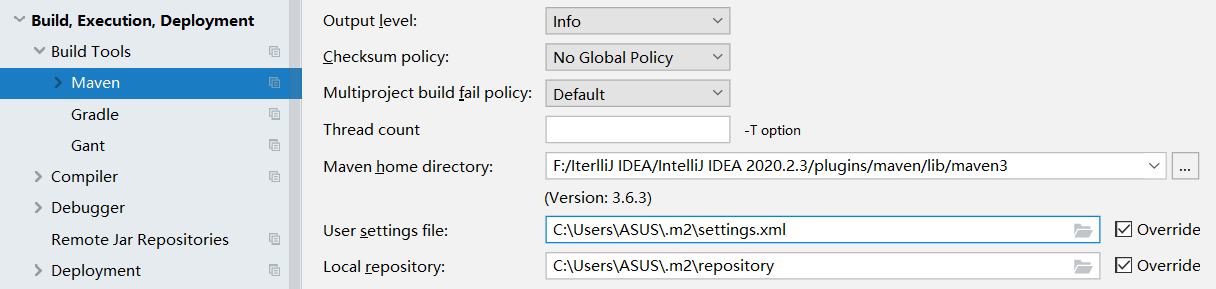 Build, Execution, Deployment
Build Tools
Maven
Gradle
Gant
Compiler
Debugger
Remote Jar Repositories
Deployment
Output level: Info
Checksum policy: No Global Policy
Multiproject build fail policy: Default
Thread count -T option
Maven home directory: F:/IterlliJ IDEA/IntelliJ IDEA 2020.2.3/plugins/maven/lib/maven3 ...
(Version: 3.6.3)
User settings file: C:\Users\ASUS\.m2\settings.xml Override
Local repository: C:\Users\ASUS\.m2\repository Override